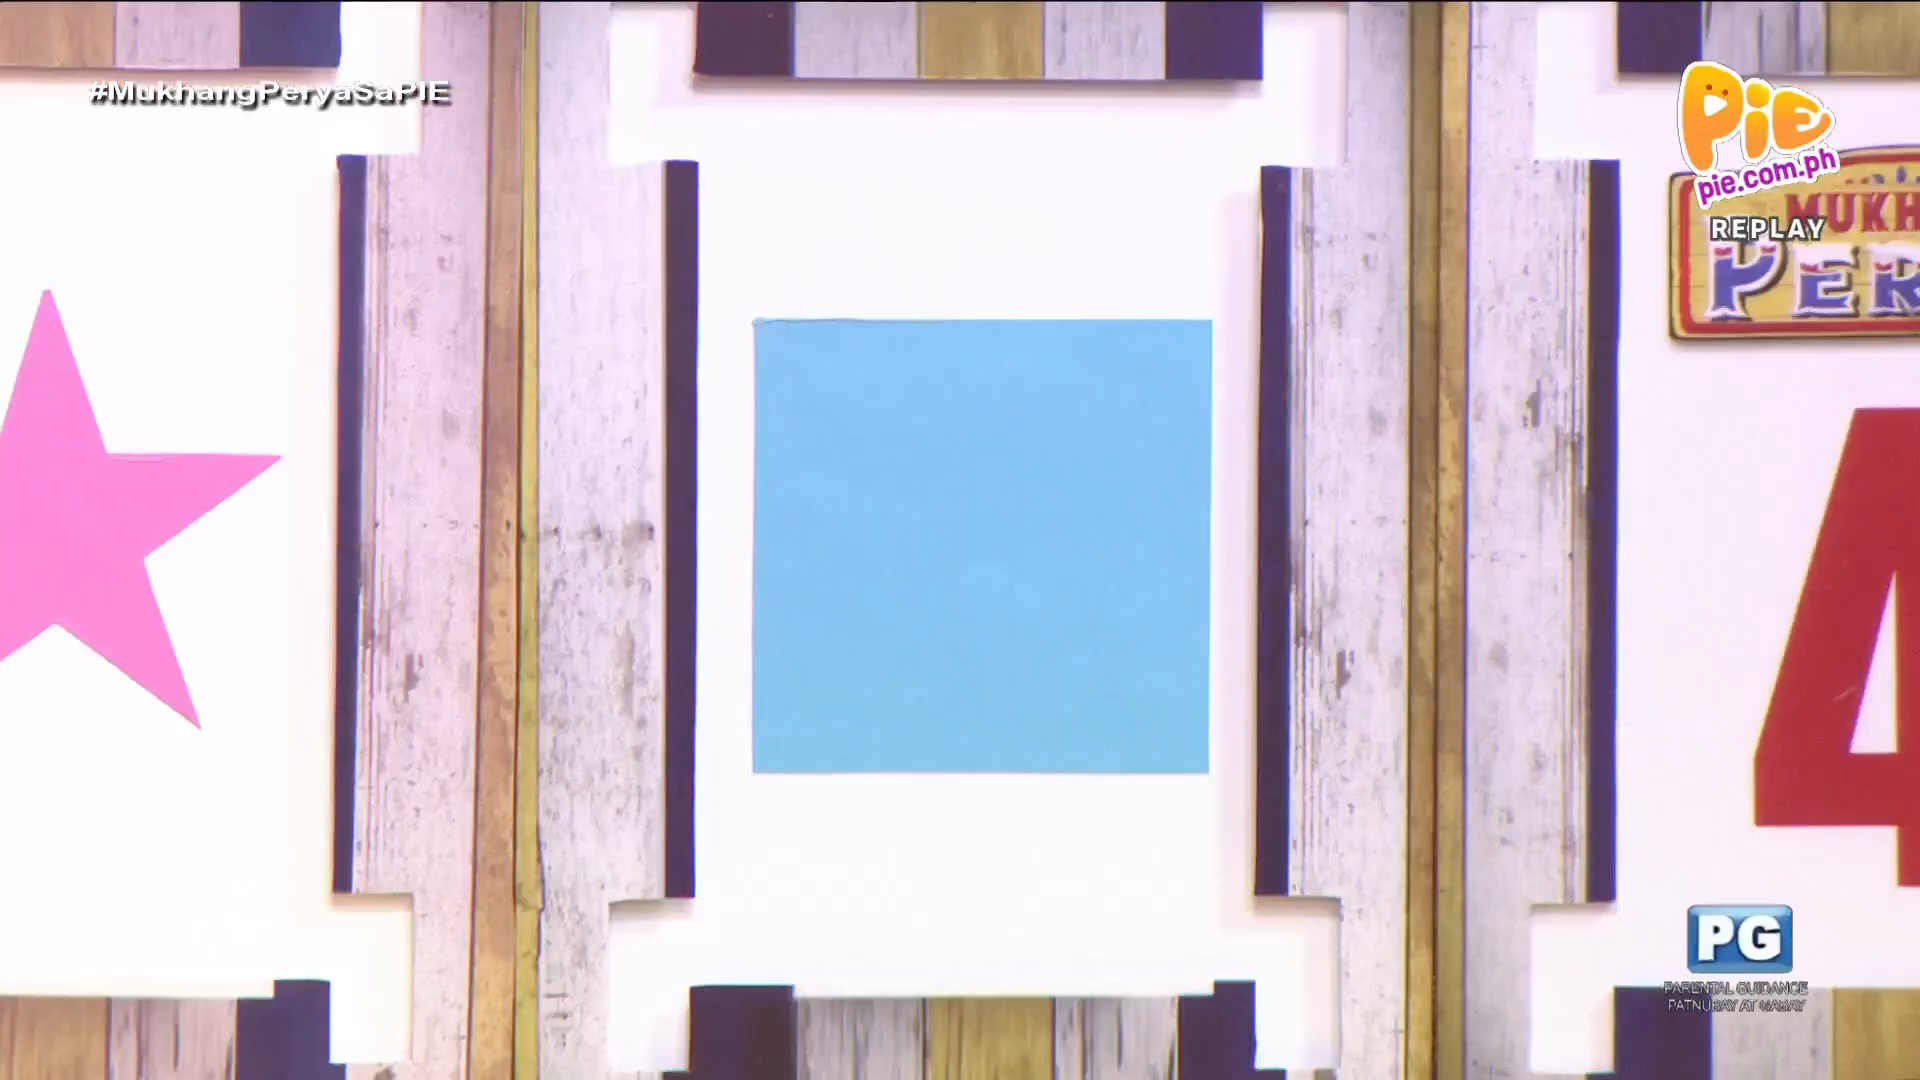 #MukhangPeryaSaPIE
PiE
pie.com.ph
REPLAY
MUKH
PER
4
PG
PARENTAL GUIDANCE
PATNUBAY AT GABAY